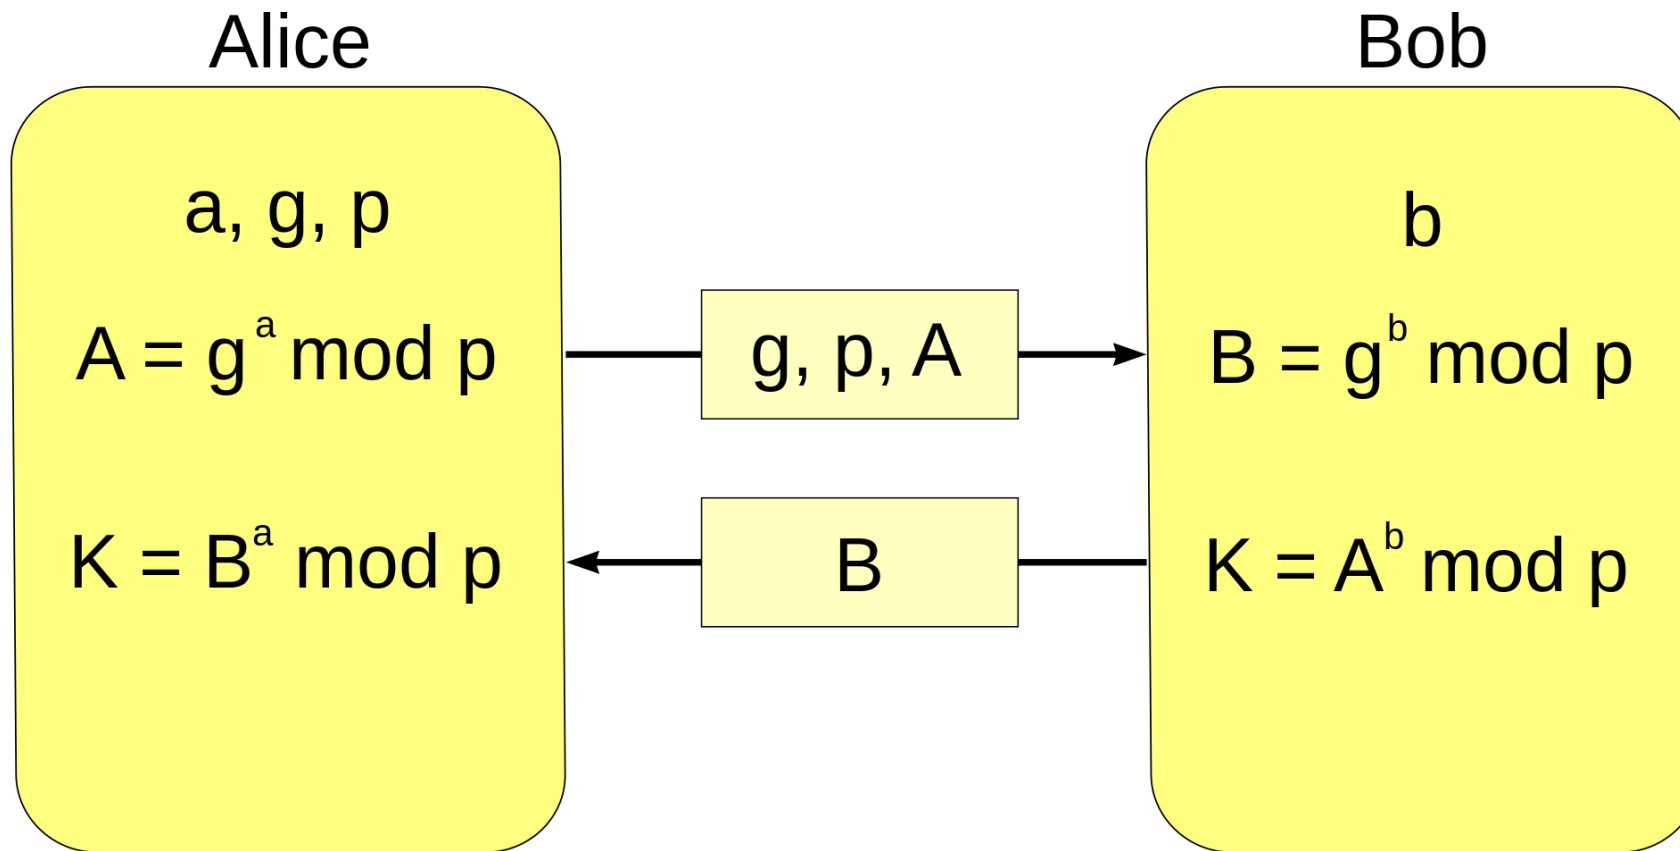 Alice
a, g, p
A = g^a mod p
K = B^a mod p
g, p, A
B
Bob
b
B = g^b mod p
K = A^b mod p